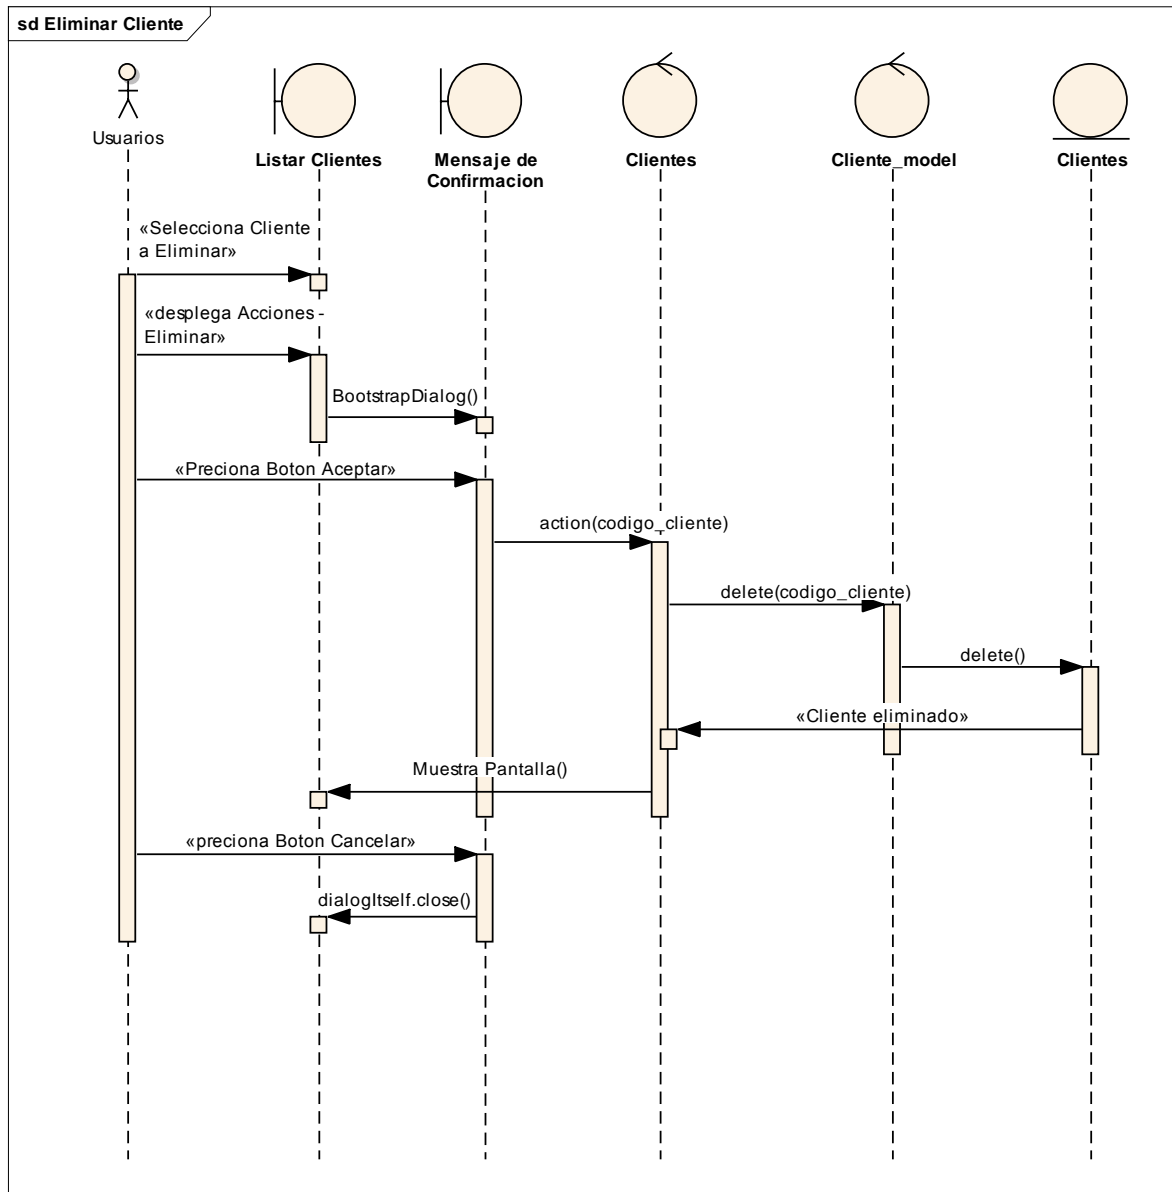 sd Eliminar Cliente
Usuarios
Listar Clientes
Mensaje de
Confirmacion
Clientes
Cliente_model
Clientes
«Selecciona Cliente
a Eliminar»
«desplega Acciones -
Eliminar»
BootstrapDialog()
«Preciona Boton Aceptar»
action(codigo_cliente)
delete(codigo_cliente)
delete()
«Cliente eliminado»
Muestra Pantalla()
«preciona Boton Cancelar»
dialogItself.close()